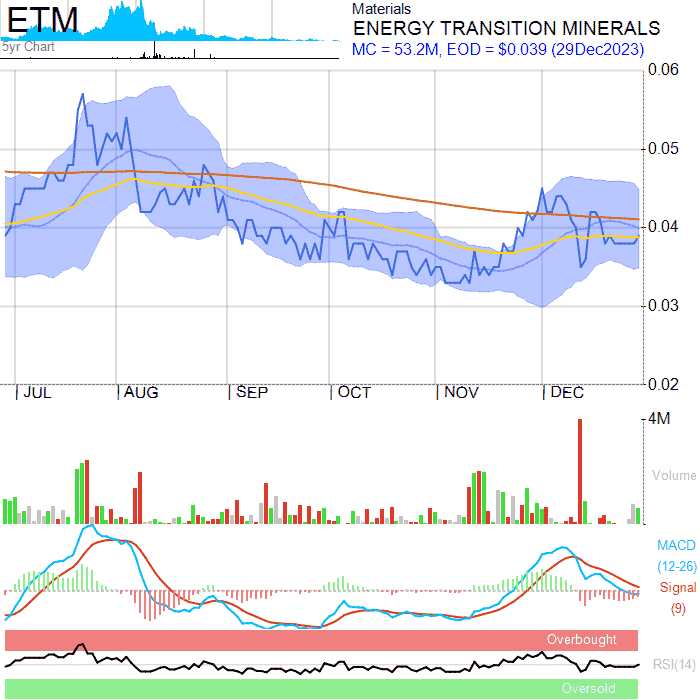 ETM
5yr Chart
Materials
ENERGY TRANSITION MINERALS
MC = 53.2M, EOD = $0.039 (29Dec2023)
0.06
0.05
0.04
0.03
0.02
| JUL | AUG | SEP | OCT | NOV | DEC
4M
Volume
MACD
(12-26)
Signal
(9)
Overbought
RSI(14)
Oversold